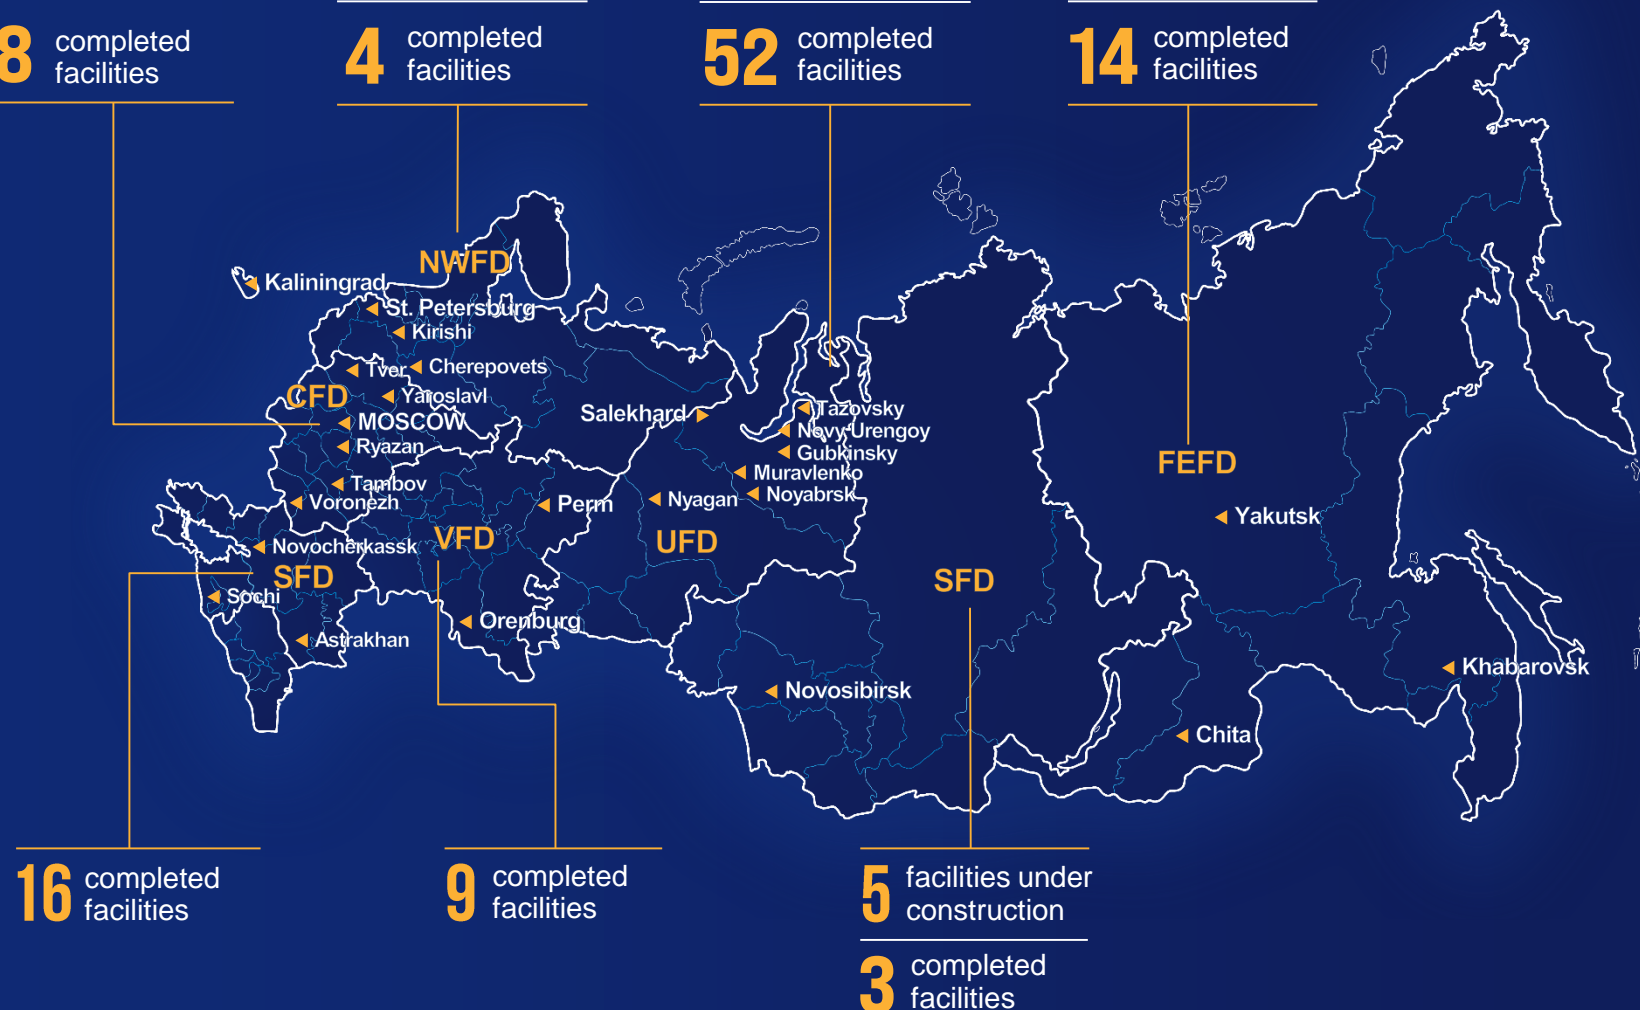 8 completed
facilities
4 completed
facilities
52 completed
facilities
14 completed
facilities
NWFD
Kaliningrad
St. Petersburg
Kirishi
Tver
Cherepovets
CFD
Yaroslavl
MOSCOW
Ryazan
Tambov
Voronezh
Salekhard
Tazovsky
Novy Urengoy
Gubkinsky
Muravlenko
Noyabrsk
Nyagan
Perm
VFD
UFD
FEFD
Yakutsk
Novocherkassk
SFD
Sochi
Astrakhan
Orenburg
SFD
Novosibirsk
Chita
Khabarovsk
16 completed
facilities
9 completed
facilities
5 facilities under
construction
3 completed
facilities